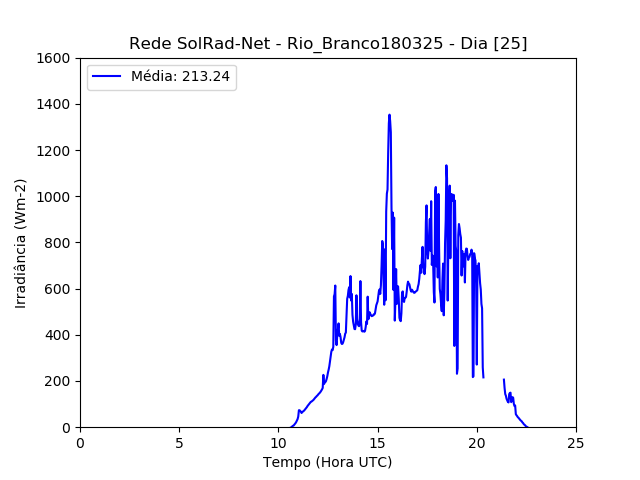 Rede SolRad-Net - Rio_Branco180325 - Dia [25]
Média: 213.24
Irradiância (Wm-2)
1600
1400
1200
1000
800
600
400
200
0
0 5 10 15 20 25
Tempo (Hora UTC)